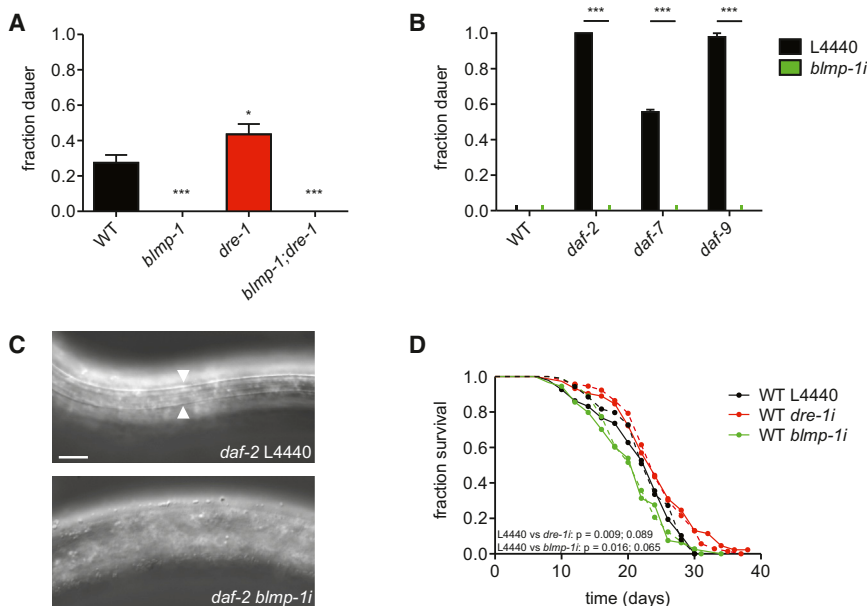 A
fraction dauer
1.0
0.8
0.6
0.4
0.2
0.0
*
***
***
WT
blmp-1
dre-1
blmp-1;dre-1
B
fraction dauer
1.0
0.8
0.6
0.4
0.2
0.0
***
***
***
WT
daf-2
daf-7
daf-9
L4440
blmp-1i
C
daf-2 L4440
daf-2 blmp-1i
D
fraction survival
1.0
0.8
0.6
0.4
0.2
0.0
L4440 vs dre-1i: p = 0.009; 0.089
L4440 vs blmp-1i: p = 0.016; 0.065
0
10
20
30
40
time (days)
WT L4440
WT dre-1i
WT blmp-1i